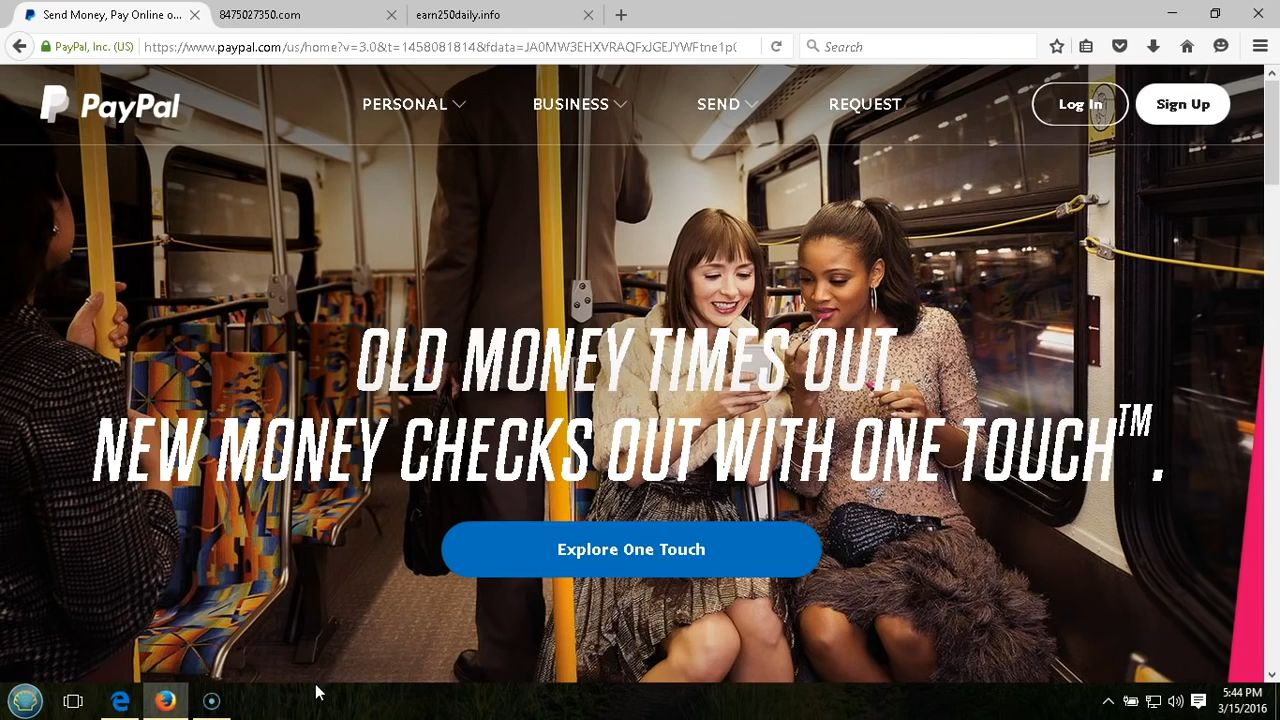 Send Money, Pay Online o...
8475027350.com
earn250daily.info
PayPal, Inc. (US)
https://www.paypal.com/us/home?v=3.0&t=1458081814&fdata=
Search
PayPal
PERSONAL
BUSINESS
SEND
REQUEST
Log In
Sign Up
OLD MONEY TIMES OUT.
NEW MONEY CHECKS OUT WITH ONE TOUCH™.
Explore One Touch
5:44 PM
3/15/2016